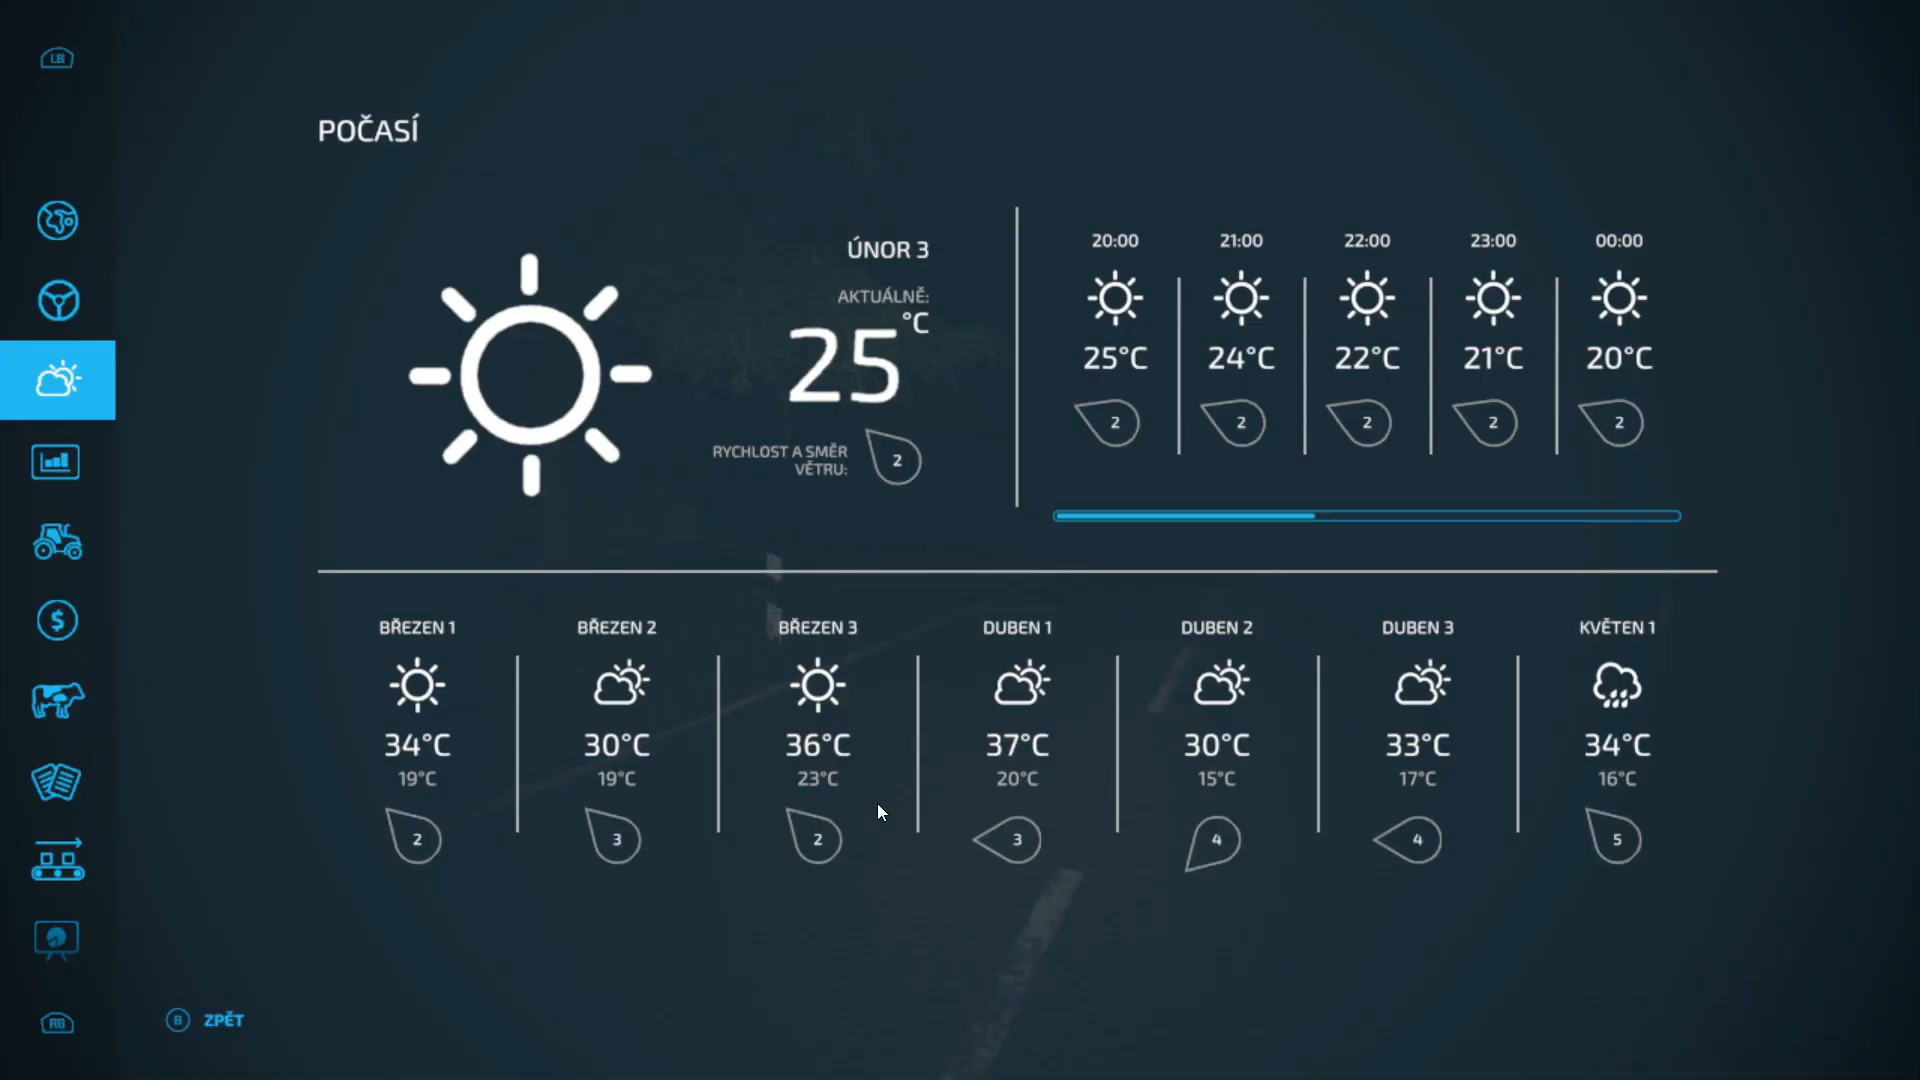 LB
POČASÍ
ÚNOR 3
AKTUÁLNĚ:
25 °C
RYCHLOST A SMĚR
VĚTRU:
2
20:00 21:00 22:00 23:00 00:00
25°C 24°C 22°C 21°C 20°C
2 2 2 2 2
BŘEZEN 1 BŘEZEN 2 BŘEZEN 3 DUBEN 1 DUBEN 2 DUBEN 3 KVĚTEN 1
34°C 30°C 36°C 37°C 30°C 33°C 34°C
19°C 19°C 23°C 20°C 15°C 17°C 16°C
2 3 2 3 4 4 5
$
RB
B ZPĚT